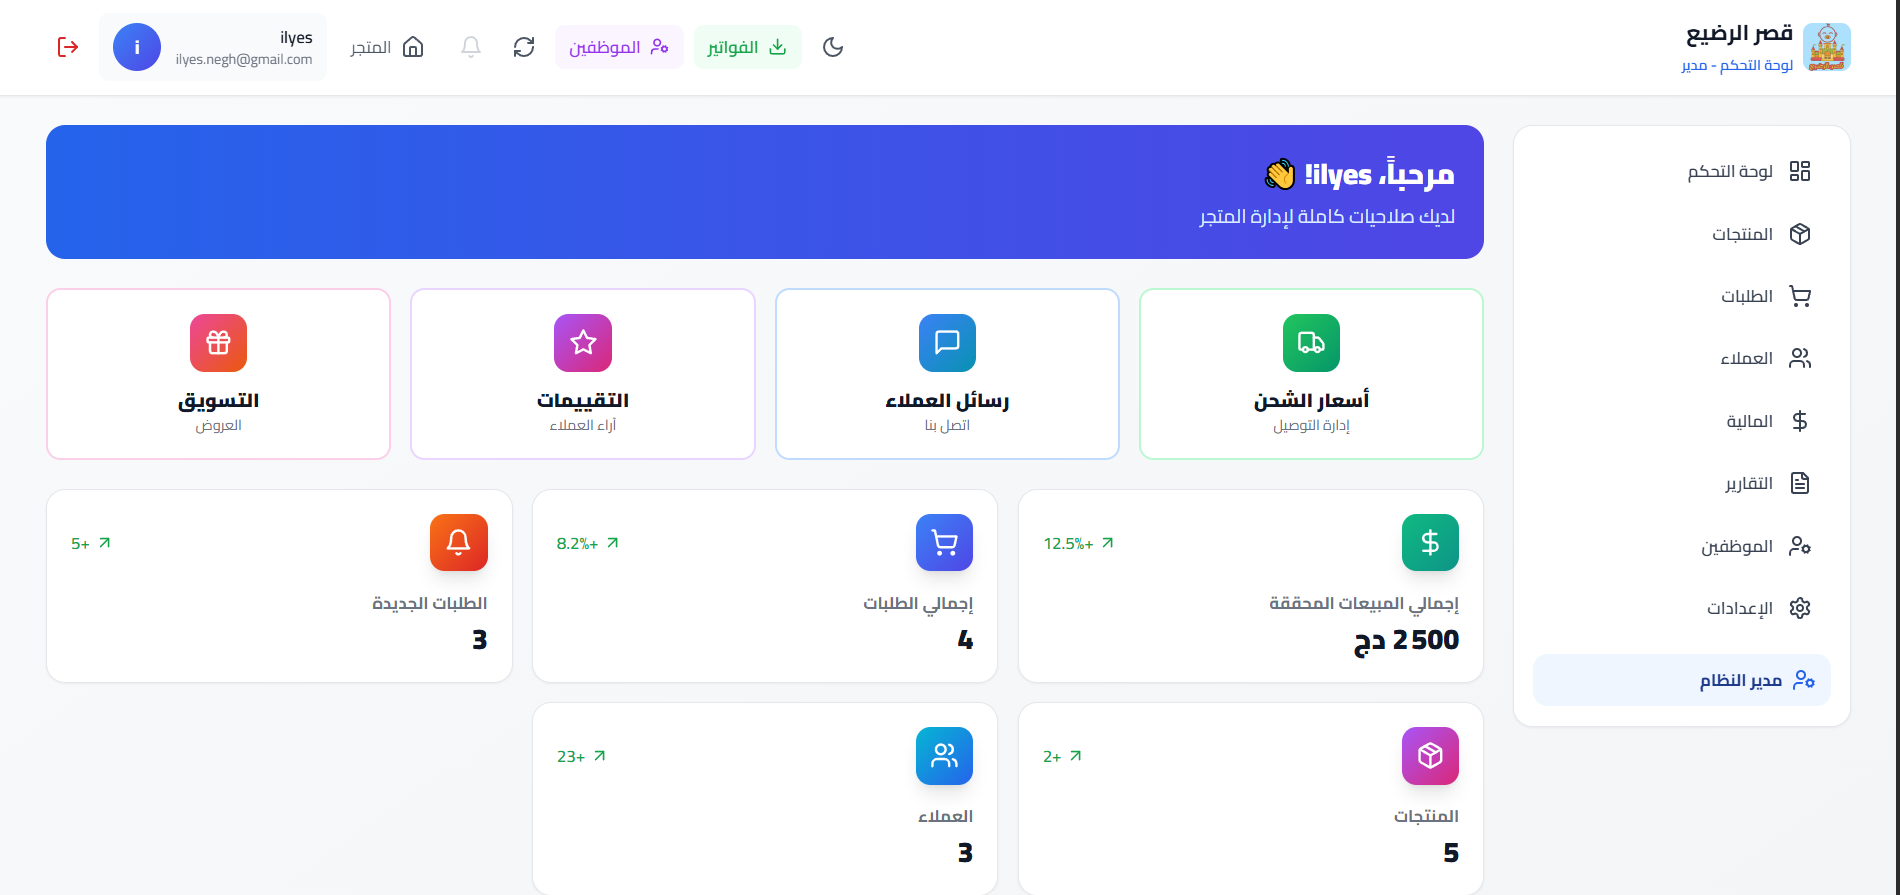 قصر الرضيع
لوحة التحكم - مدير
الفواتير
الموظفين
المتجر
ilyes
ilyes.negh@gmail.com
i
لوحة التحكم
المنتجات
الطلبات
العملاء
المالية
التقارير
الموظفين
الإعدادات
مدير النظام
مرحباً، ilyes! 👋
لديك صلاحيات كاملة لإدارة المتجر
أسعار الشحن
إدارة التوصيل
رسائل العملاء
اتصل بنا
التقييمات
آراء العملاء
التسويق
العروض
12.5%+
إجمالي المبيعات المحققة
2 500 دج
8.2%+
إجمالي الطلبات
4
5+
الطلبات الجديدة
3
2+
المنتجات
5
23+
العملاء
3